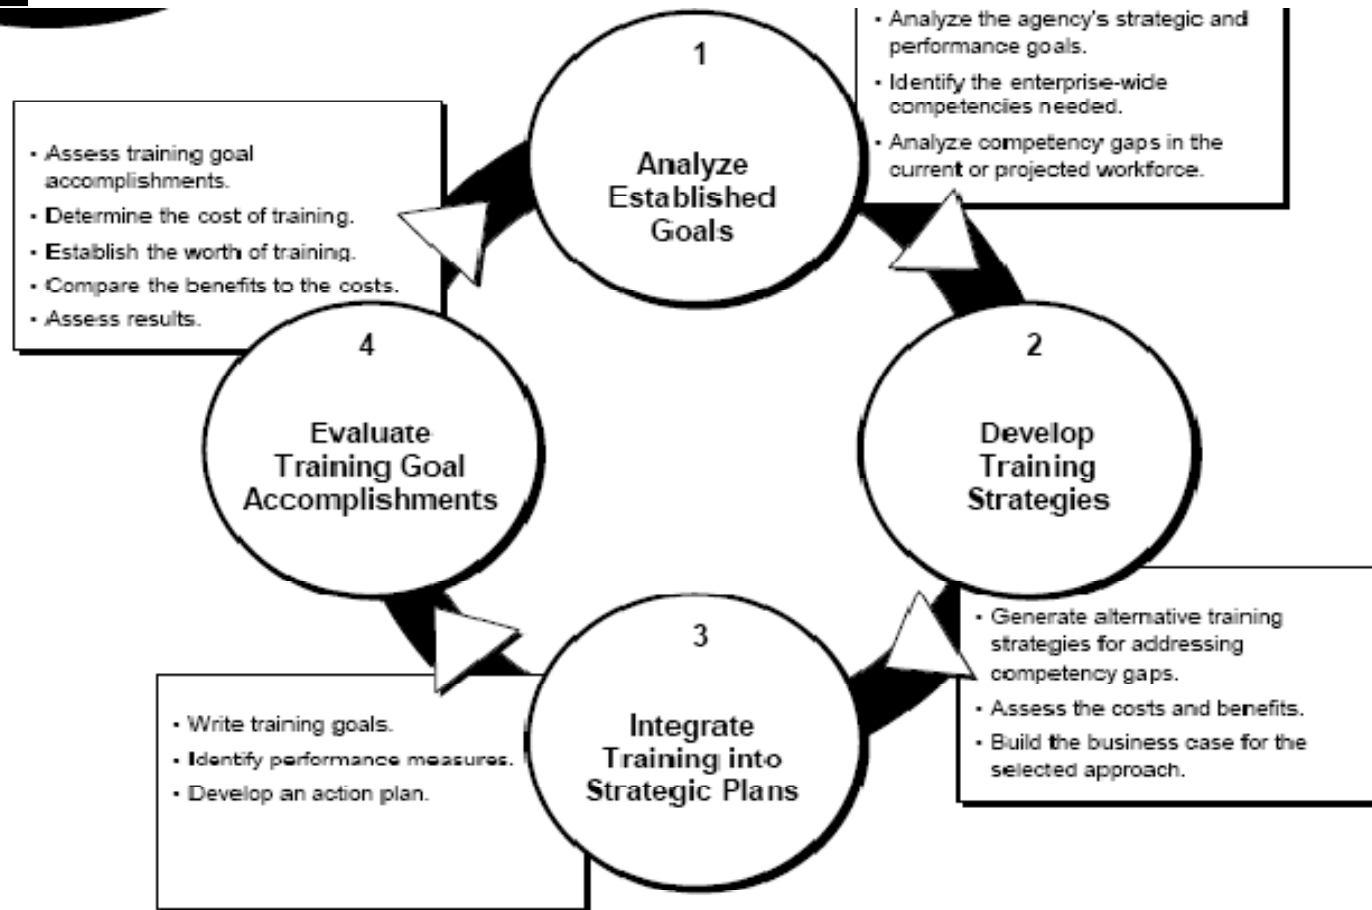 1
Analyze
Established
Goals
• Analyze the agency's strategic and
performance goals.
• Identify the enterprise-wide
competencies needed.
• Analyze competency gaps in the
current or projected workforce.
2
Develop
Training
Strategies
• Generate alternative training
strategies for addressing
competency gaps.
• Assess the costs and benefits.
• Build the business case for the
selected approach.
3
Integrate
Training into
Strategic Plans
• Write training goals.
• Identify performance measures.
• Develop an action plan.
4
Evaluate
Training Goal
Accomplishments
• Assess training goal
accomplishments.
• Determine the cost of training.
• Establish the worth of training.
• Compare the benefits to the costs.
• Assess results.